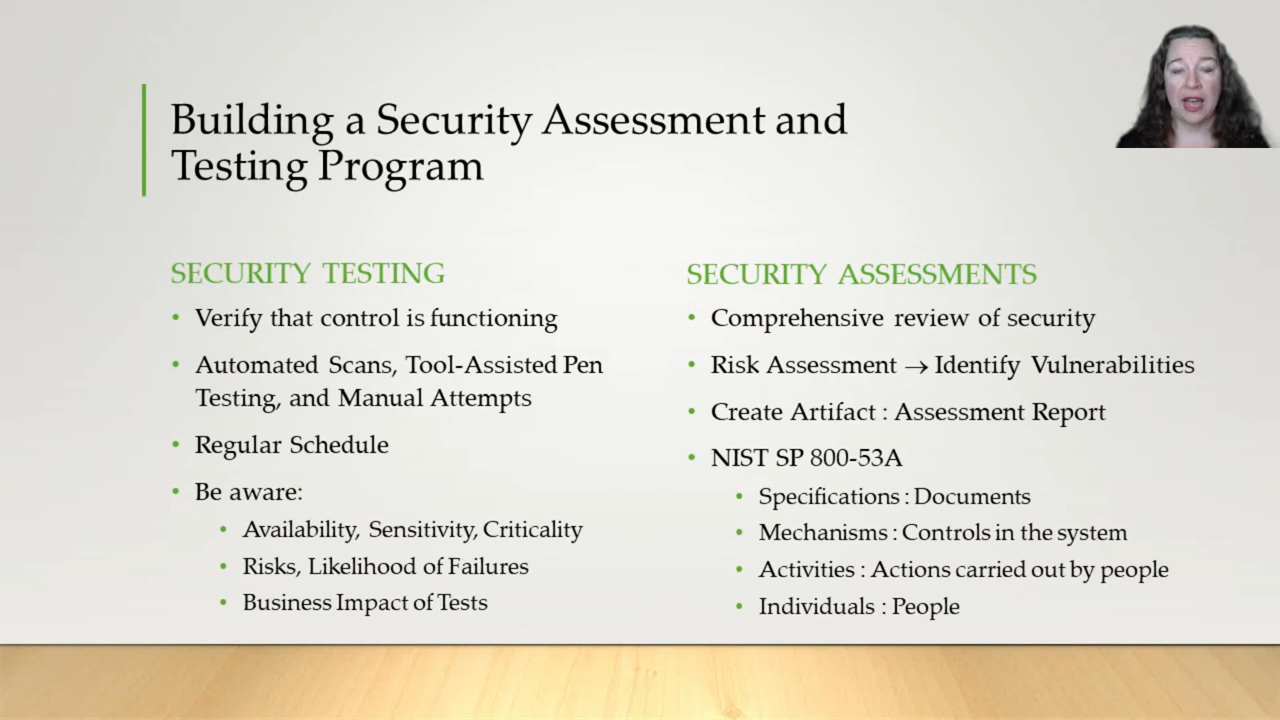 Building a Security Assessment and
Testing Program
SECURITY TESTING
• Verify that control is functioning
• Automated Scans, Tool-Assisted Pen
Testing, and Manual Attempts
• Regular Schedule
• Be aware:
• Availability, Sensitivity, Criticality
• Risks, Likelihood of Failures
• Business Impact of Tests
SECURITY ASSESSMENTS
• Comprehensive review of security
• Risk Assessment → Identify Vulnerabilities
• Create Artifact : Assessment Report
• NIST SP 800-53A
• Specifications : Documents
• Mechanisms : Controls in the system
• Activities : Actions carried out by people
• Individuals : People